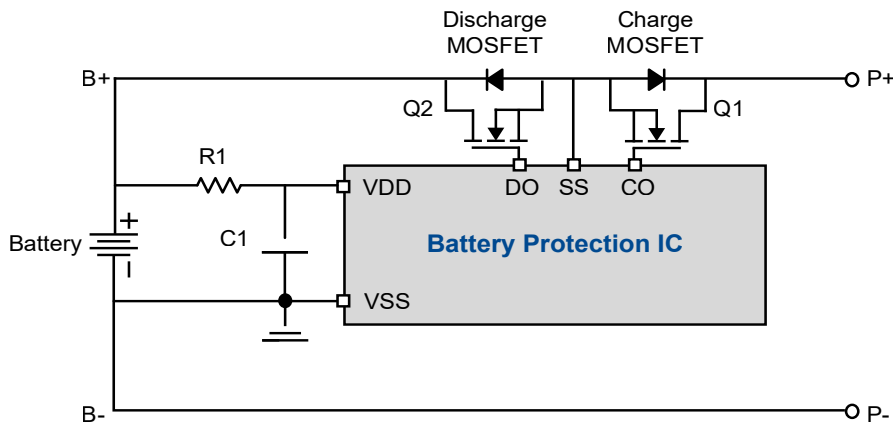 Discharge
MOSFET
Charge
MOSFET
B+
P+
Q2
Q1
R1
VDD
DO
SS
CO
+
Battery
C1
Battery Protection IC
VSS
B-
P-